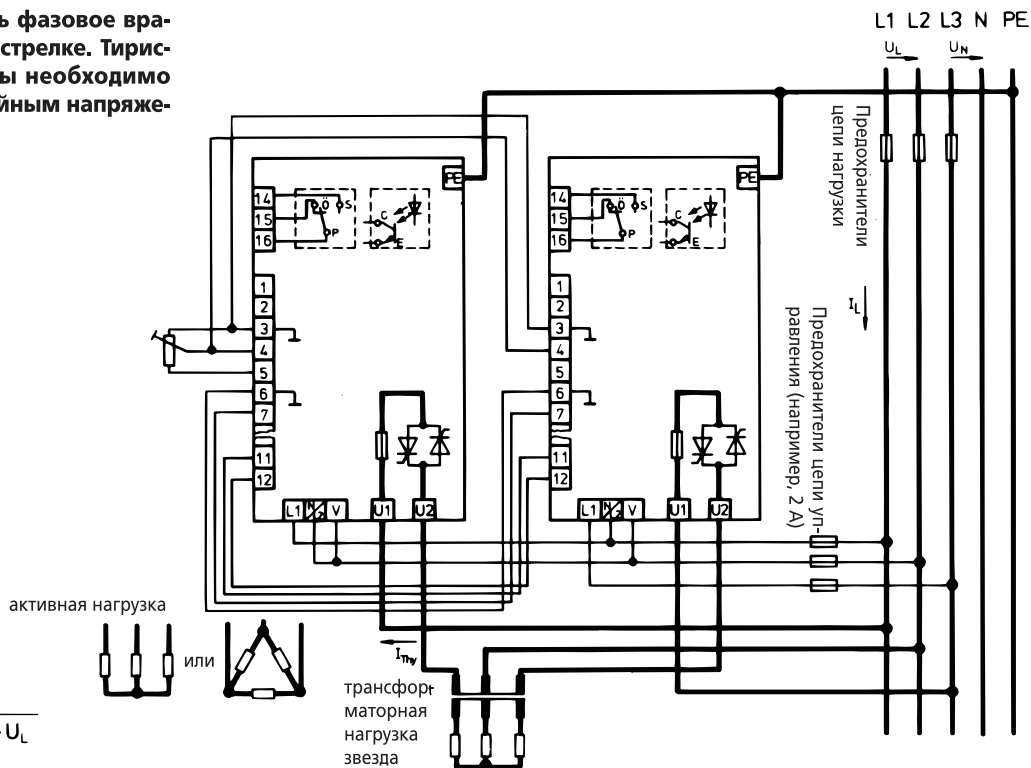 ь фазовое вра-
стрелке. Тирис-
ы необходимо
йным напряже-
L1 L2 L3 N PE
U_L
U_N
Предохранители
цепи нагрузки
I_L
Предохранители цепи уп-
равления (например, 2 А)
PE
14
15
16
Ö
S
P
C
E
1
2
3
4
5
6
7
11
12
L1
N/L2
V
U1
U2
PE
14
15
16
Ö
S
P
C
E
1
2
3
4
5
6
7
11
12
L1
V
U1
U2
активная нагрузка
или
I_Thy
трансфор-
маторная
нагрузка
звезда
U_L